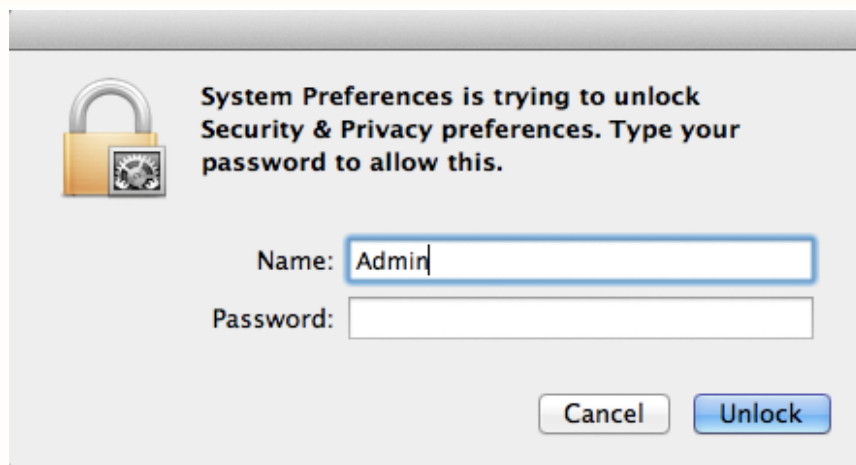 System Preferences is trying to unlock
Security & Privacy preferences. Type your
password to allow this.
Name: Admin
Password:
Cancel Unlock